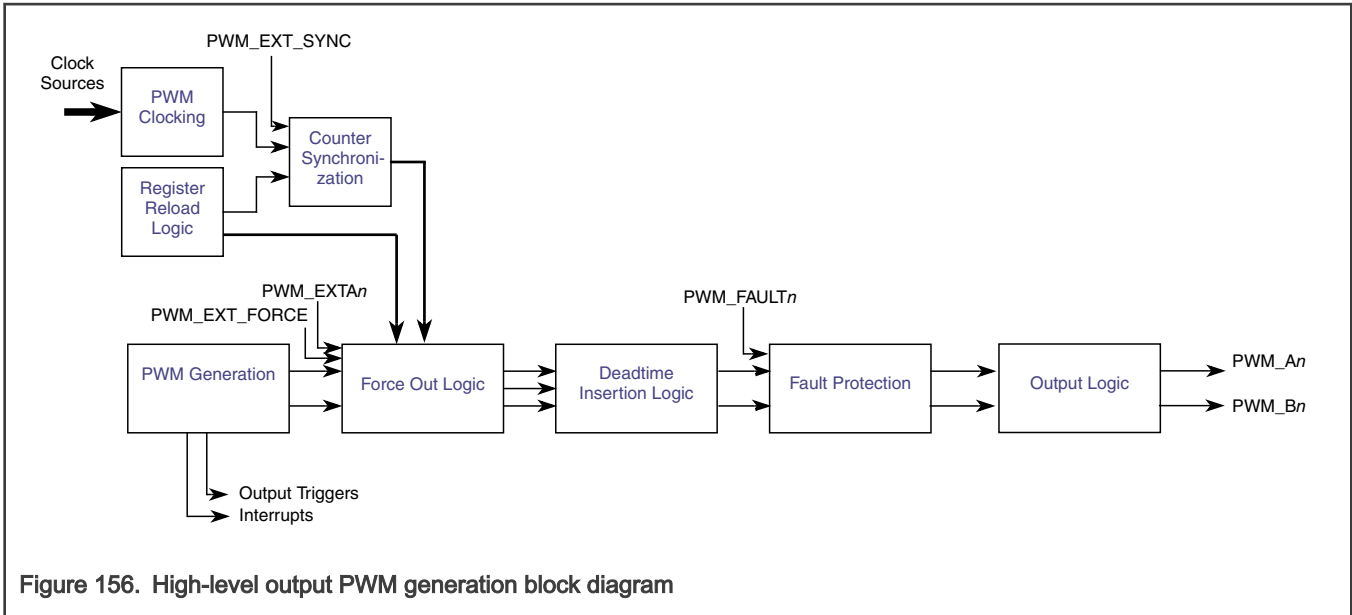 PWM_EXT_SYNC
Clock
Sources
PWM
Clocking
Counter
Synchroni-
zation
Register
Reload
Logic
PWM_EXTAn
PWM_EXT_FORCE
PWM_FAULTn
PWM Generation
Force Out Logic
Deadtime
Insertion Logic
Fault Protection
Output Logic
PWM_An
PWM_Bn
Output Triggers
Interrupts
Figure 156. High-level output PWM generation block diagram